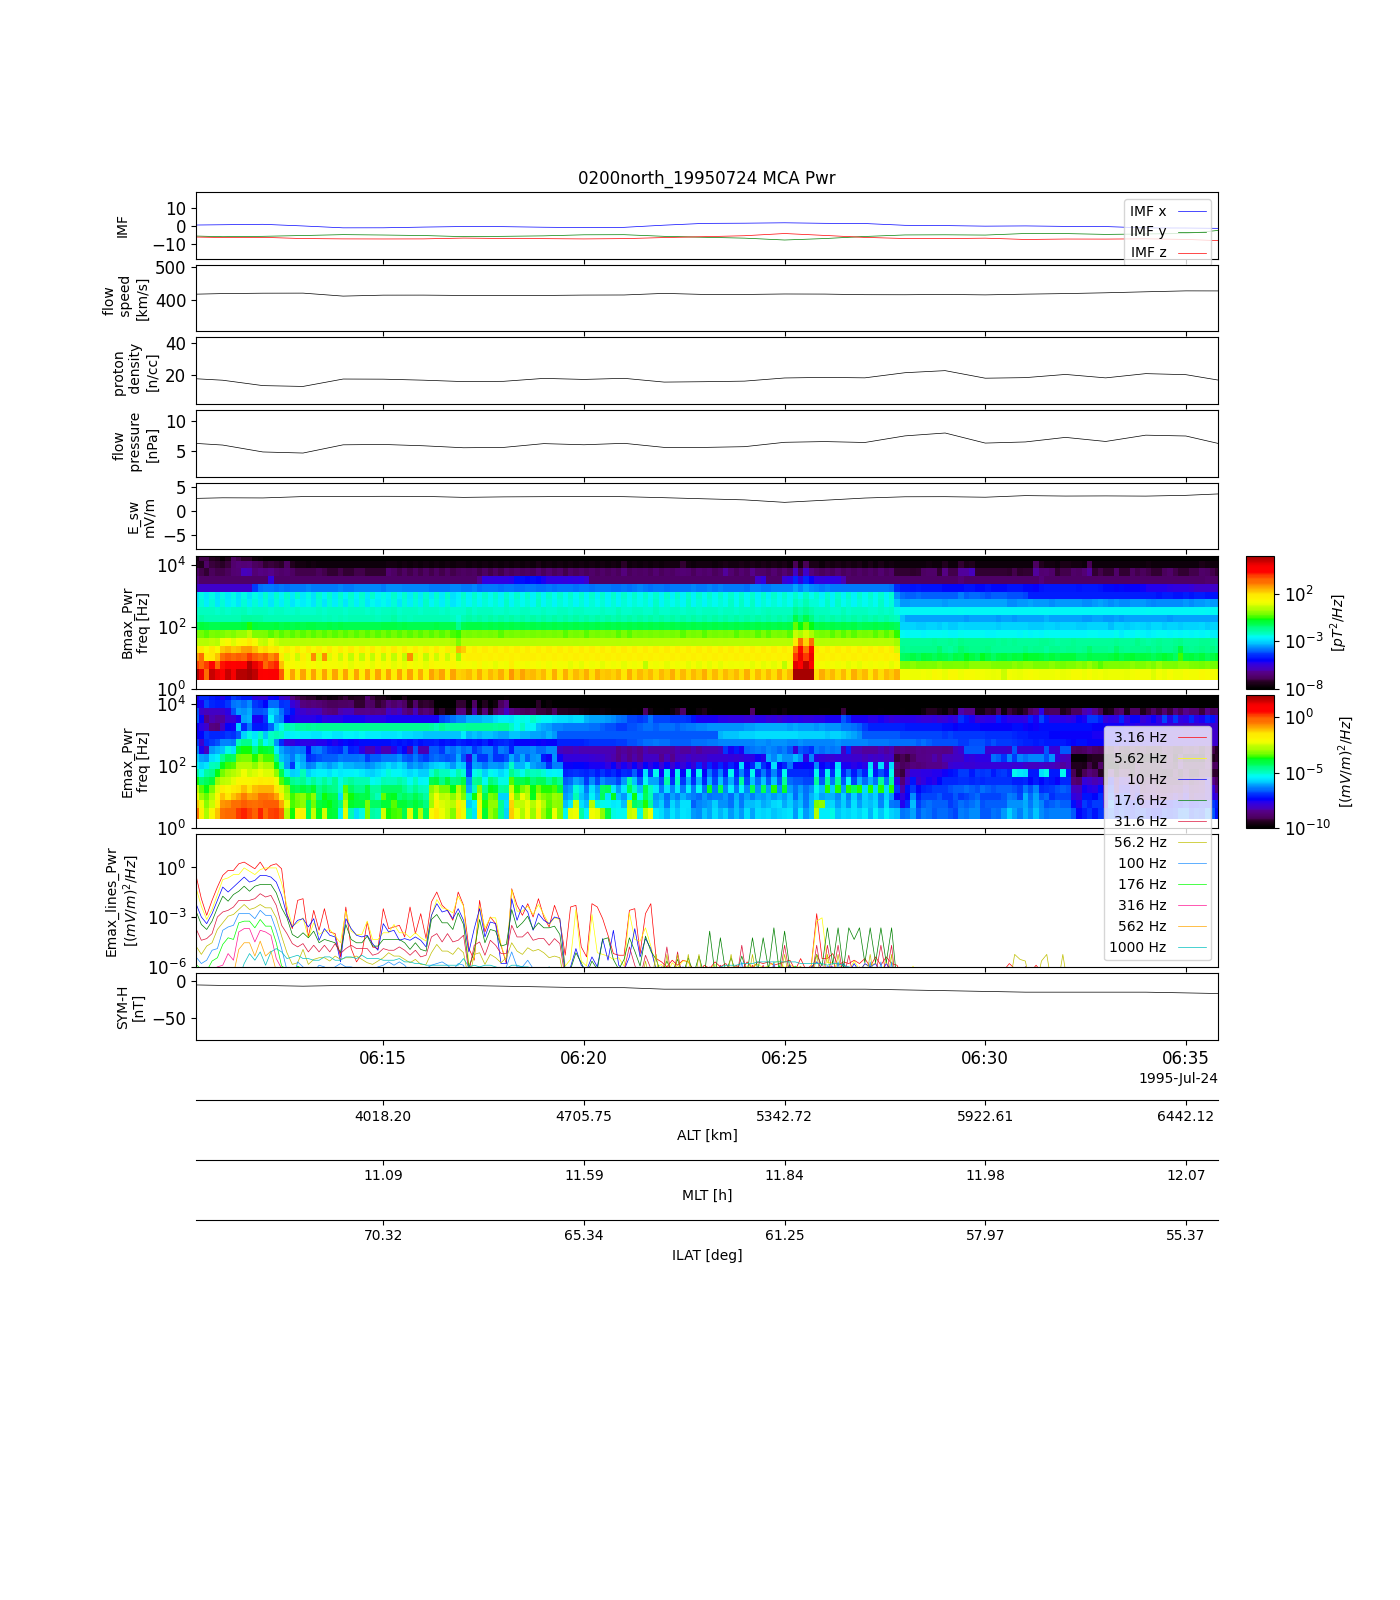 0200north_19950724 MCA Pwr
IMF
10
0
−10
IMF x
IMF y
IMF z
flow
speed
[km/s]
500
400
proton
density
[n/cc]
40
20
flow
pressure
[nPa]
10
5
E_sw
mV/m
5
0
−5
Bmax_Pwr
freq [Hz]
10^4
10^2
10^0
10^2
10^−3
10^−8
[pT^2/Hz]
Emax_Pwr
freq [Hz]
10^4
10^2
10^0
10^0
10^−5
10^−10
[(mV/m)^2/Hz]
3.16 Hz
5.62 Hz
10 Hz
17.6 Hz
31.6 Hz
56.2 Hz
100 Hz
176 Hz
316 Hz
562 Hz
1000 Hz
Emax_lines_Pwr
[(mV/m)^2/Hz]
10^0
10^−3
10^−6
SYM-H
[nT]
0
−50
06:15 06:20 06:25 06:30 06:35
1995-Jul-24
4018.20 4705.75 5342.72 5922.61 6442.12
ALT [km]
11.09 11.59 11.84 11.98 12.07
MLT [h]
70.32 65.34 61.25 57.97 55.37
ILAT [deg]